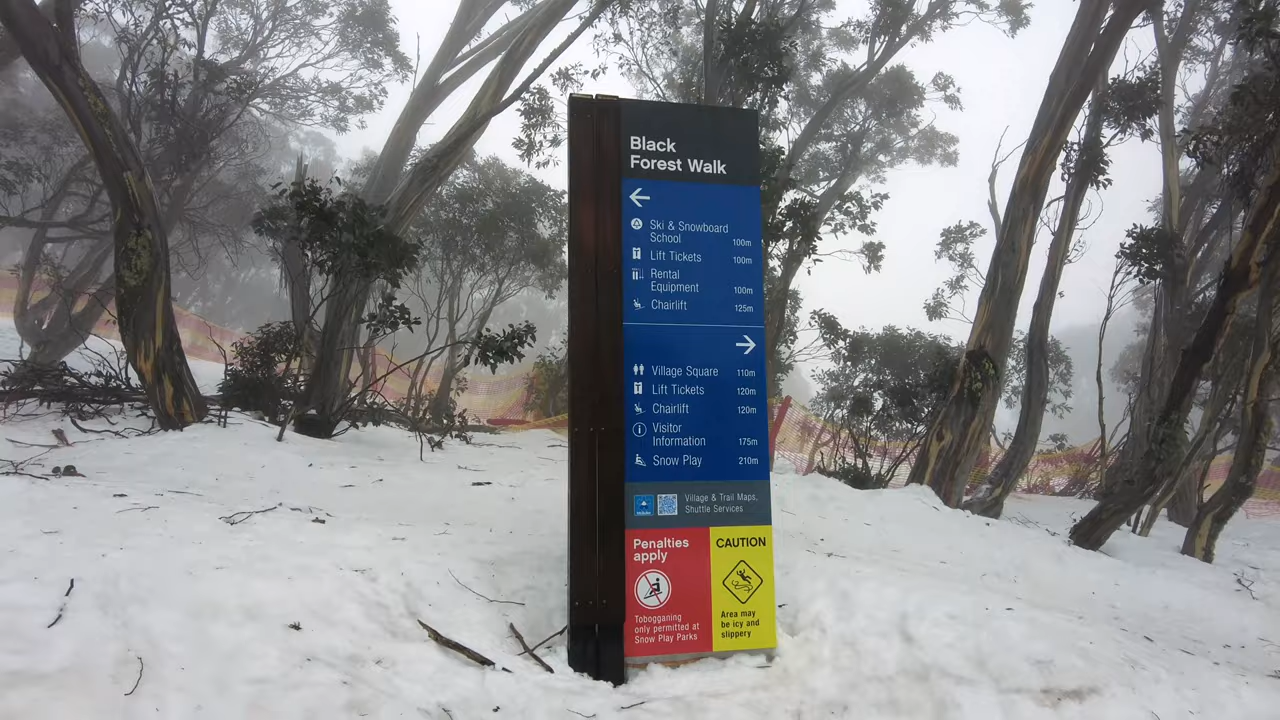 Black
Forest Walk
Ski & Snowboard
School 100m
Lift Tickets 100m
Rental
Equipment 100m
Chairlift 125m
Village Square 110m
Lift Tickets 120m
Chairlift 120m
Visitor
Information 175m
Snow Play 210m
Village & Trail Maps,
Shuttle Services
Penalties
apply
Tobogganing
only permitted at
Snow Play Parks
CAUTION
Area may
be icy and
slippery